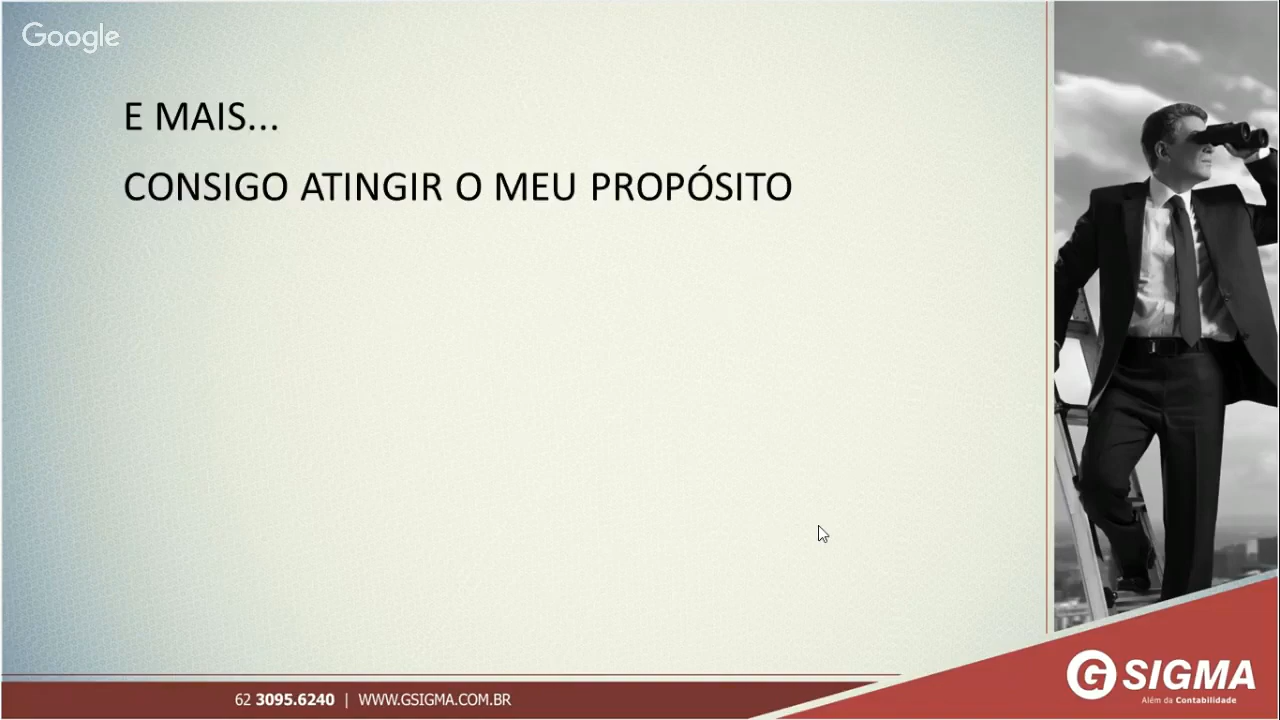 Google
E MAIS...
CONSIGO ATINGIR O MEU PROPÓSITO
62 3095.6240 | WWW.GSIGMA.COM.BR
G SIGMA
Além da Contabilidade